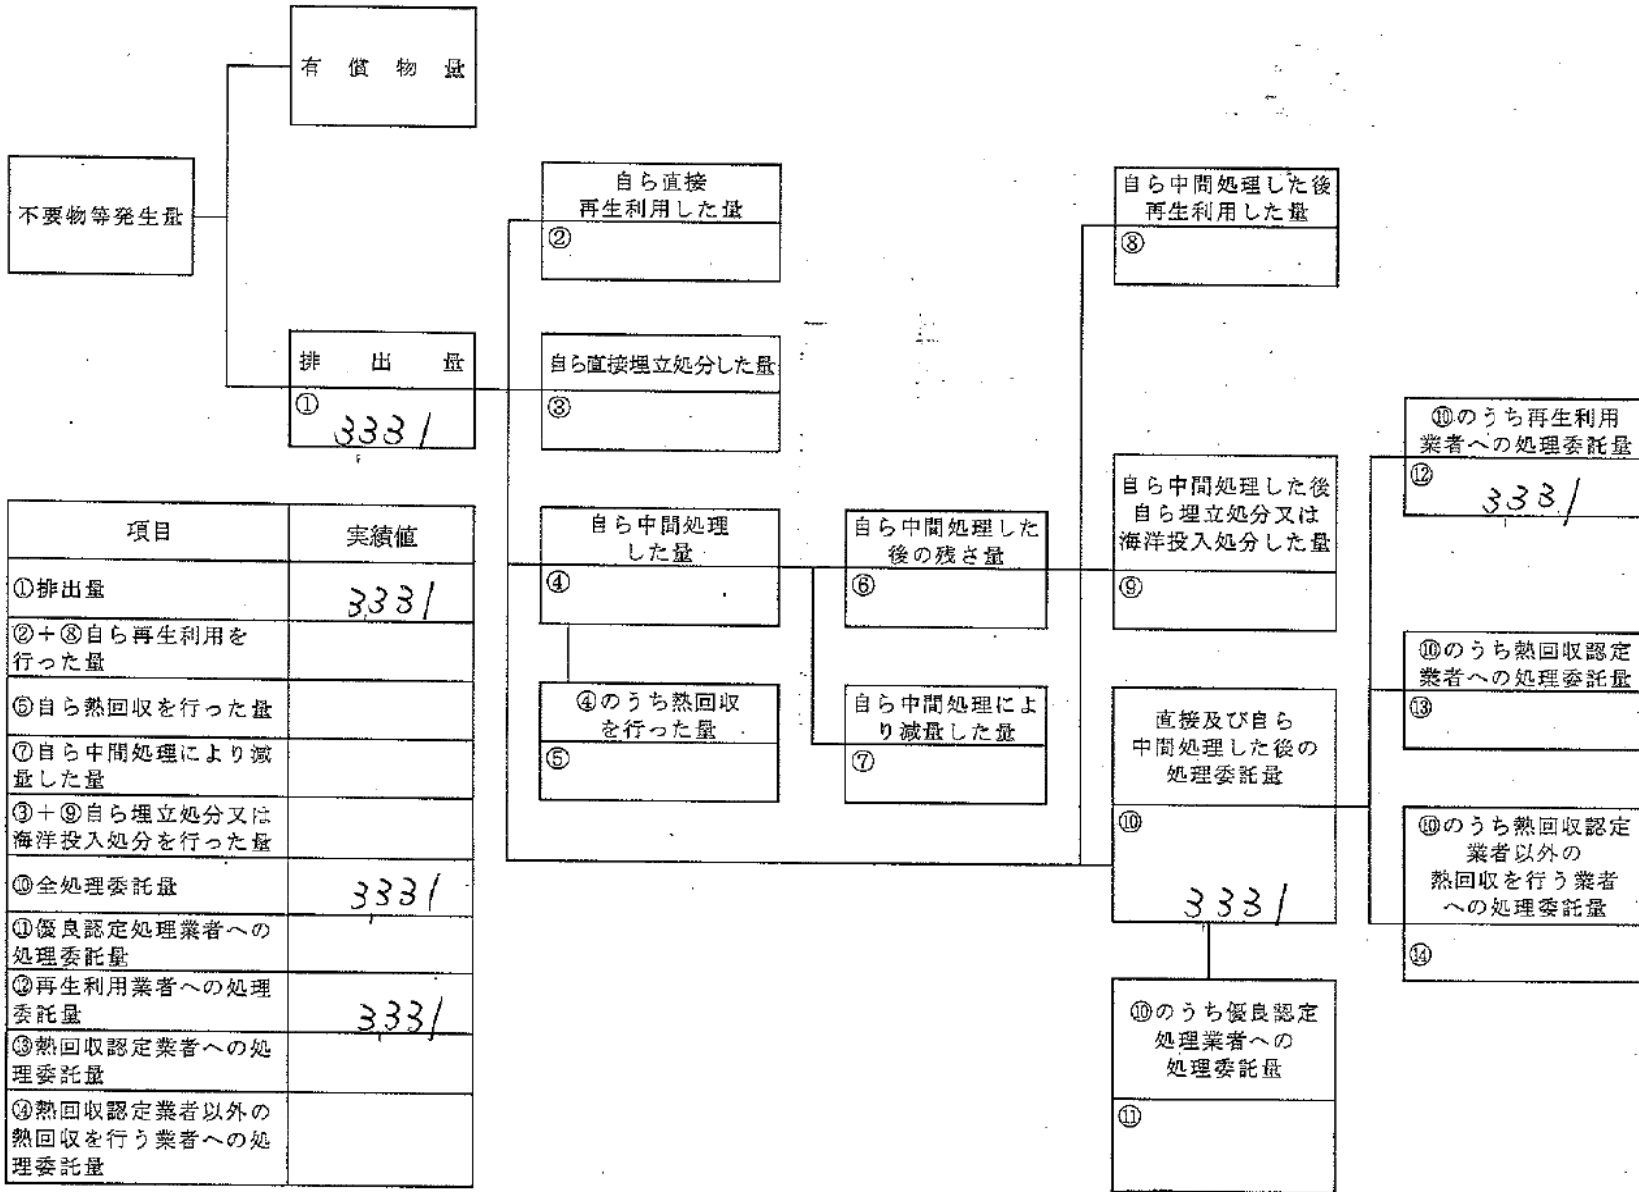 有償物量
不要物等発生量
排出量
①
3331
自ら直接
再生利用した量
②
自ら直接埋立処分した量
③
自ら中間処理
した量
④
④のうち熱回収
を行った量
⑤
自ら中間処理した
後の残さ量
⑥
自ら中間処理によ
り減量した量
⑦
自ら中間処理した後
再生利用した量
⑧
自ら中間処理した後
自ら埋立処分又は
海洋投入処分した量
⑨
直接及び自ら
中間処理した後の
処理委託量
⑩
3331
⑩のうち優良認定
処理業者への
処理委託量
⑪
⑩のうち再生利用
業者への処理委託量
⑫
3331
⑩のうち熱回収認定
業者への処理委託量
⑬
⑩のうち熱回収認定
業者以外の
熱回収を行う業者
への処理委託量
⑭
項目 実績値
①排出量 3331
②+⑧自ら再生利用を
行った量
⑤自ら熱回収を行った量
⑦自ら中間処理により減
量した量
③+⑨自ら埋立処分又は
海洋投入処分を行った量
⑩全処理委託量 3331
⑪優良認定処理業者への
処理委託量
⑫再生利用業者への処理
委託量 3331
⑬熱回収認定業者への処
理委託量
⑭熱回収認定業者以外の
熱回収を行う業者への処
理委託量